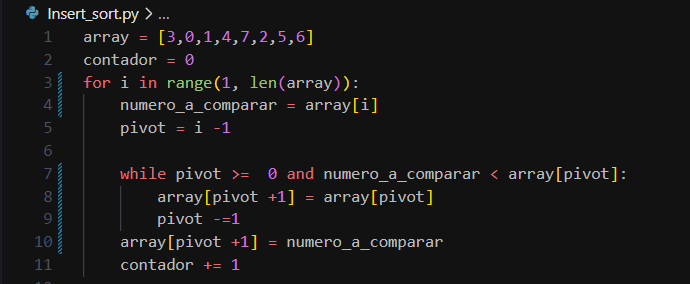 Insert_sort.py > ...
1 array = [3,0,1,4,7,2,5,6]
2 contador = 0
3 for i in range(1, len(array)):
4     numero_a_comparar = array[i]
5     pivot = i -1
6
7     while pivot >=  0 and numero_a_comparar < array[pivot]:
8         array[pivot +1] = array[pivot]
9         pivot -=1
10     array[pivot +1] = numero_a_comparar
11     contador += 1